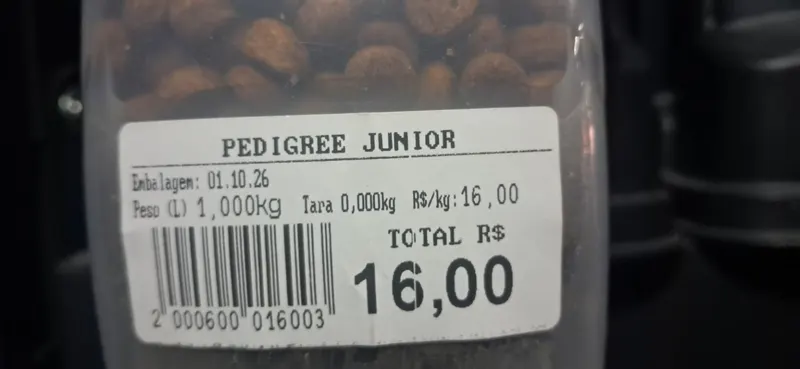 PEDIGREE JUNIOR
Embalagem: 01.10.26
Peso (L) 1,000kg Tara 0,000kg R$/kg: 16,00
TOTAL R$
16,00
2 000600 016003